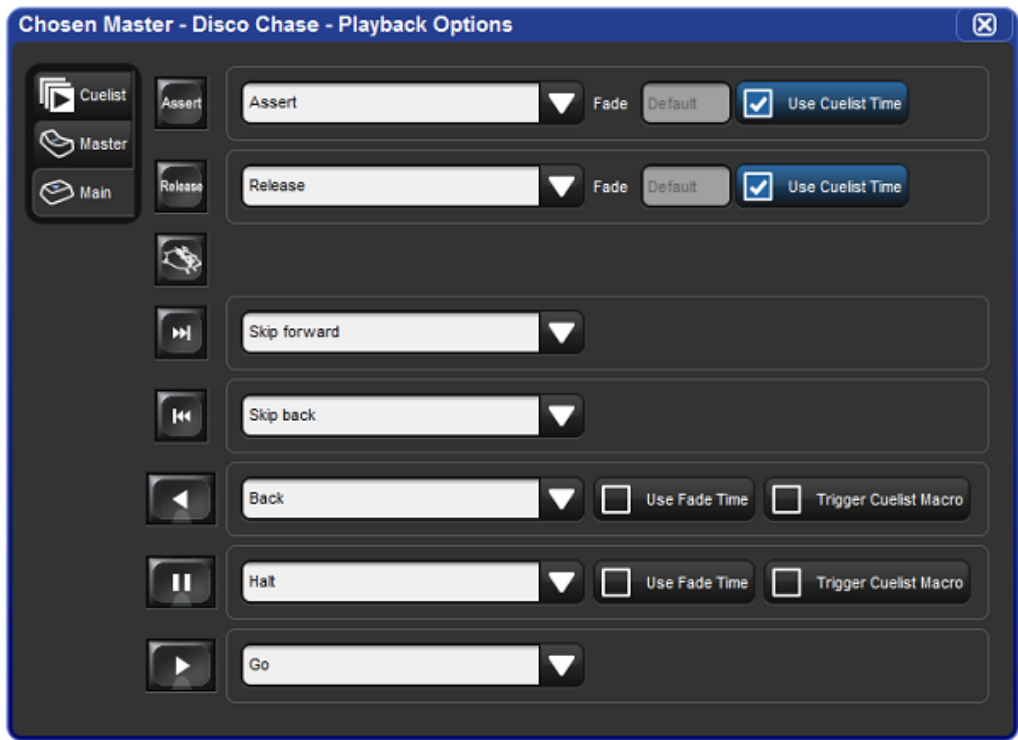 Chosen Master - Disco Chase - Playback Options
Cuelist
Master
Main
Assert Assert Fade Default Use Cuelist Time
Release Release Fade Default Use Cuelist Time
Skip forward
Skip back
Back Use Fade Time Trigger Cuelist Macro
Halt Use Fade Time Trigger Cuelist Macro
Go